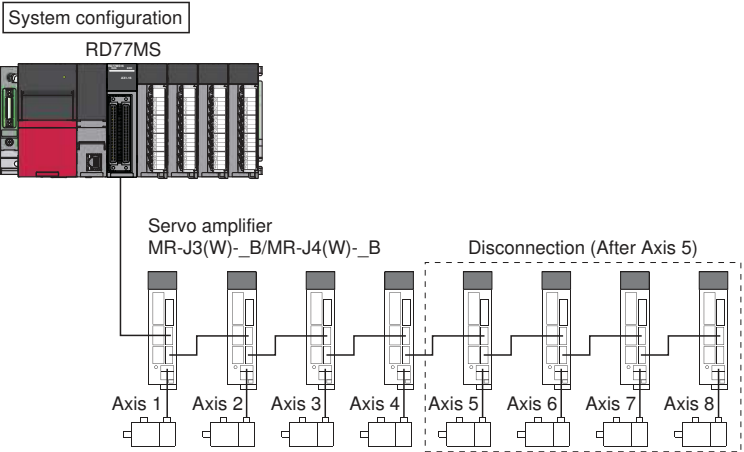 System configuration
RD77MS
Servo amplifier
MR-J3(W)-_B/MR-J4(W)-_B
Disconnection (After Axis 5)
Axis 1
Axis 2
Axis 3
Axis 4
Axis 5
Axis 6
Axis 7
Axis 8